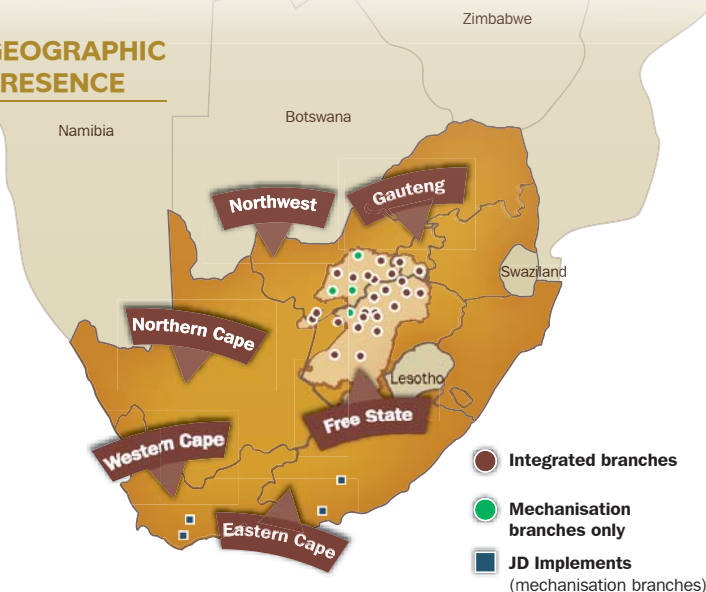 Zimbabwe
GEOGRAPHIC
RESENCE
Botswana
Namibia
Gauteng
Northwest
Swaziland
Northern Cape
Lesotho
Free State
Western Cape
Integrated branches
Mechanisation
branches only
Eastern Cape
JD Implements
(mechanisation branches)